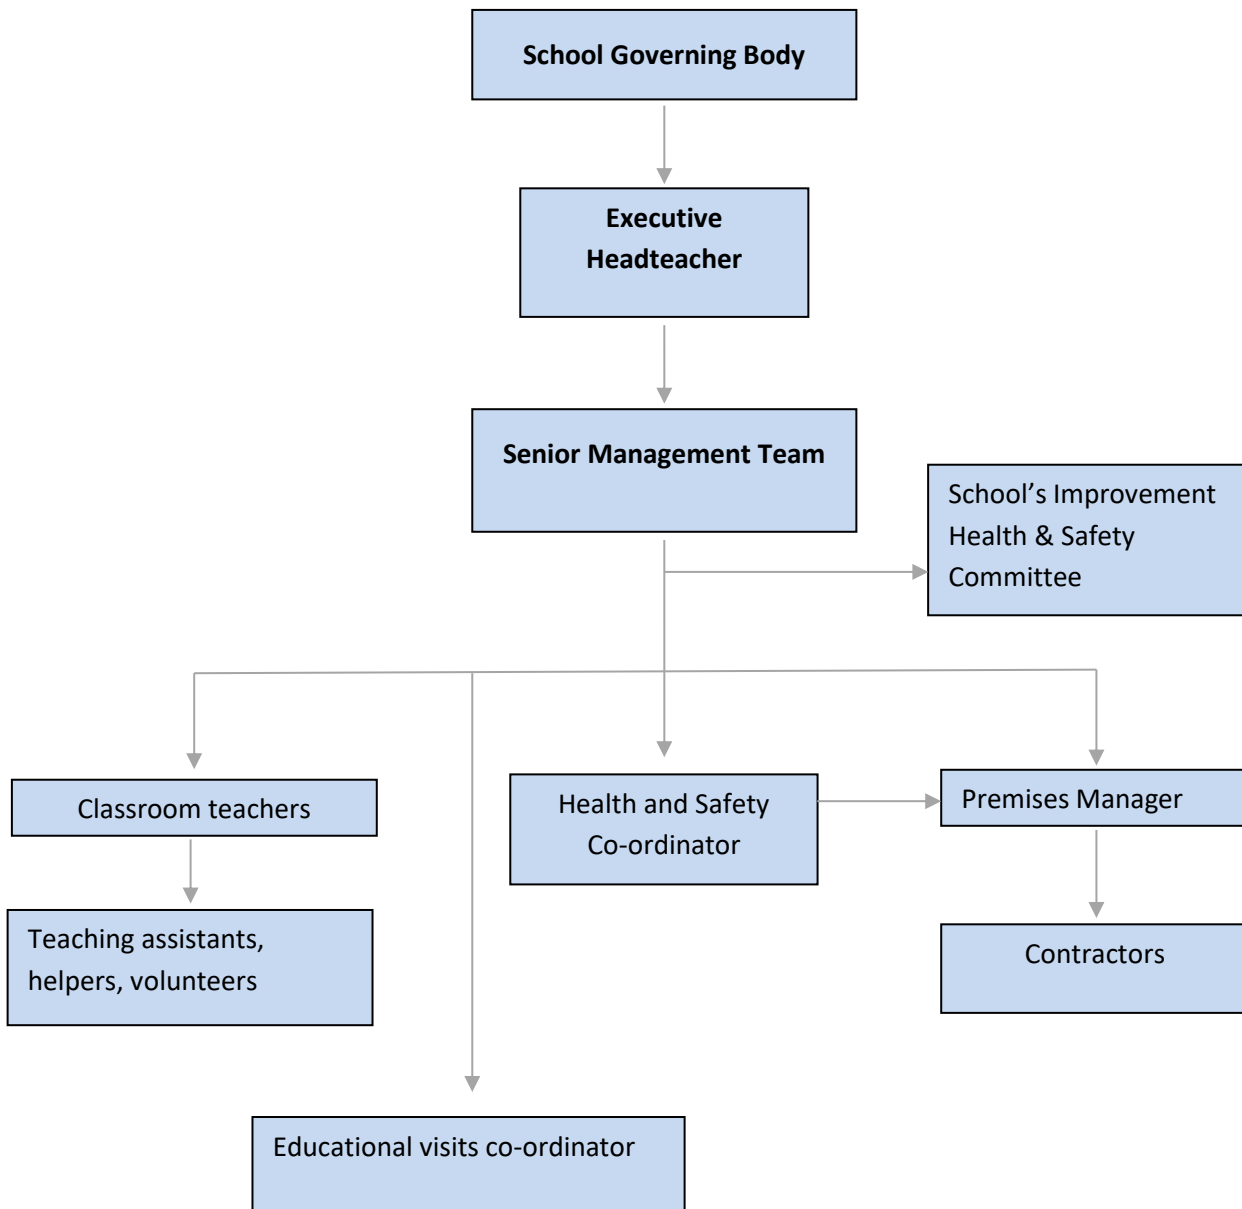 School Governing Body
Executive
Headteacher
Senior Management Team
School’s Improvement
Health & Safety
Committee
Classroom teachers
Health and Safety
Co-ordinator
Premises Manager
Teaching assistants,
helpers, volunteers
Contractors
Educational visits co-ordinator